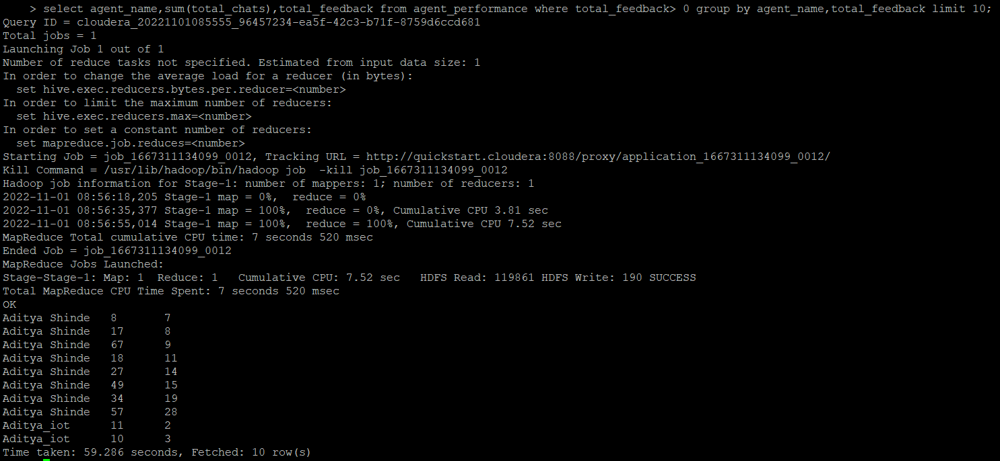 > select agent_name,sum(total_chats),total_feedback from agent_performance where total_feedback> 0 group by agent_name,total_feedback limit 10;
Query ID = cloudera_20221101085555_96457234-ea5f-42c3-b71f-8759d6ccd681
Total jobs = 1
Launching Job 1 out of 1
Number of reduce tasks not specified. Estimated from input data size: 1
In order to change the average load for a reducer (in bytes):
  set hive.exec.reducers.bytes.per.reducer=<number>
In order to limit the maximum number of reducers:
  set hive.exec.reducers.max=<number>
In order to set a constant number of reducers:
  set mapreduce.job.reduces=<number>
Starting Job = job_1667311134099_0012, Tracking URL = http://quickstart.cloudera:8088/proxy/application_1667311134099_0012/
Kill Command = /usr/lib/hadoop/bin/hadoop job  -kill job_1667311134099_0012
Hadoop job information for Stage-1: number of mappers: 1; number of reducers: 1
2022-11-01 08:56:18,205 Stage-1 map = 0%,  reduce = 0%
2022-11-01 08:56:35,377 Stage-1 map = 100%,  reduce = 0%, Cumulative CPU 3.81 sec
2022-11-01 08:56:55,014 Stage-1 map = 100%,  reduce = 100%, Cumulative CPU 7.52 sec
MapReduce Total cumulative CPU time: 7 seconds 520 msec
Ended Job = job_1667311134099_0012
MapReduce Jobs Launched:
Stage-Stage-1: Map: 1  Reduce: 1   Cumulative CPU: 7.52 sec   HDFS Read: 119861 HDFS Write: 190 SUCCESS
Total MapReduce CPU Time Spent: 7 seconds 520 msec
OK
Aditya Shinde   8       7
Aditya Shinde   17      8
Aditya Shinde   67      9
Aditya Shinde   18      11
Aditya Shinde   27      14
Aditya Shinde   49      15
Aditya Shinde   34      19
Aditya Shinde   57      28
Aditya_iot      11      2
Aditya_iot      10      3
Time taken: 59.286 seconds, Fetched: 10 row(s)